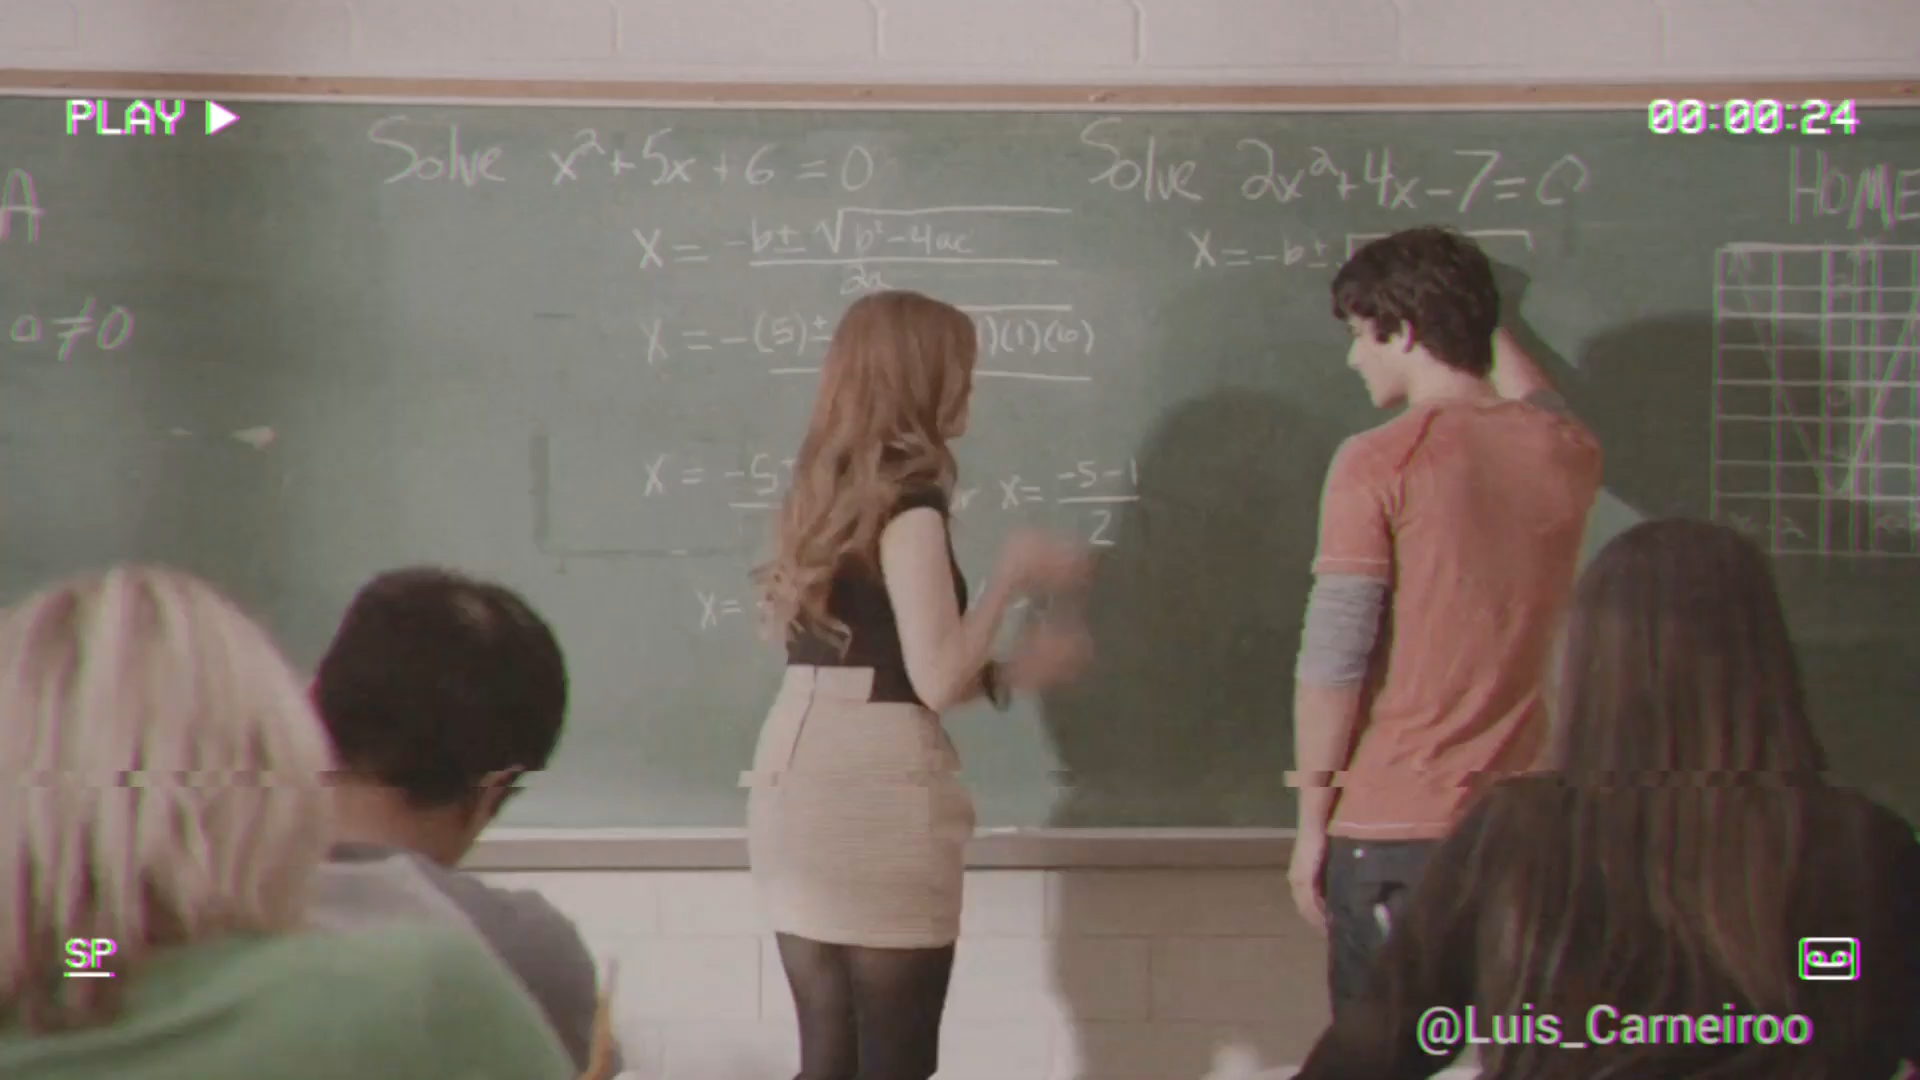 PLAY
00:00:24
Solve x²+5x+6=0
Solve 2x²+4x-7=0
HOME
A
x = -b±√b²-4ac
2a
x=-b±
a≠0
x = -(5)±
)(1)(6)
x = -5
x= -5-1
2
x=
SP
@Luis_Carneiroo